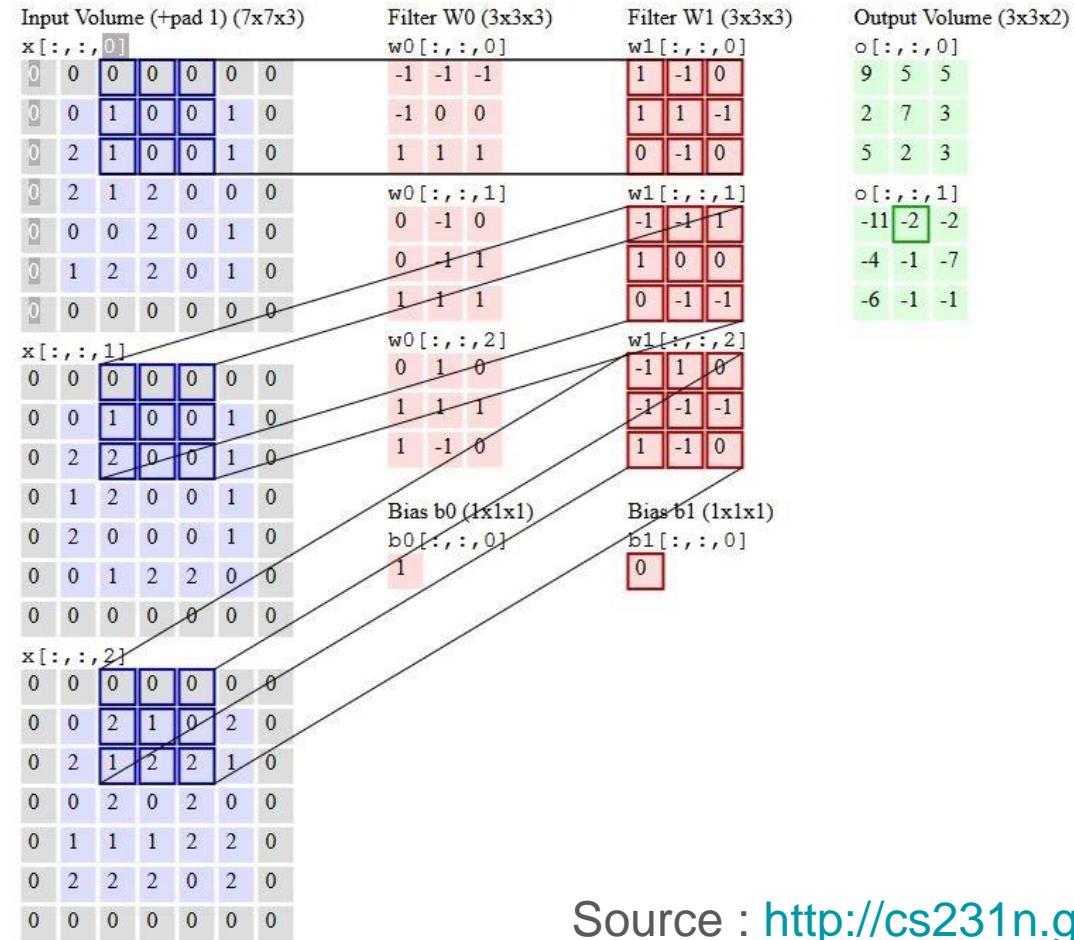 Input Volume (+pad 1) (7x7x3)
x[:,:,0]
0 0 0 0 0 0 0
0 0 1 0 0 1 0
0 2 1 0 0 1 0
0 2 1 2 0 0 0
0 0 0 2 0 1 0
0 1 2 2 0 1 0
0 0 0 0 0 0 0
x[:,:,1]
0 0 0 0 0 0 0
0 0 1 0 0 1 0
0 2 2 0 0 1 0
0 1 2 0 0 1 0
0 2 0 0 0 1 0
0 0 1 2 2 0 0
0 0 0 0 0 0 0
x[:,:,2]
0 0 0 0 0 0 0
0 0 2 1 0 2 0
0 2 1 2 2 1 0
0 0 2 0 2 0 0
0 1 1 1 2 2 0
0 2 2 2 0 2 0
0 0 0 0 0 0 0
Filter W0 (3x3x3)
w0[:,:,0]
-1 -1 -1
-1 0 0
1 1 1
w0[:,:,1]
0 -1 0
0 -1 1
1 1 1
w0[:,:,2]
0 1 0
1 1 1
1 -1 0
Bias b0 (1x1x1)
b0[:,:,0]
1
Filter W1 (3x3x3)
w1[:,:,0]
1 -1 0
1 1 -1
0 -1 0
w1[:,:,1]
-1 -1 1
1 0 0
0 -1 -1
w1[:,:,2]
-1 1 0
-1 -1 -1
1 -1 0
Bias b1 (1x1x1)
b1[:,:,0]
0
Output Volume (3x3x2)
o[:,:,0]
9 5 5
2 7 3
5 2 3
o[:,:,1]
-11 -2 -2
-4 -1 -7
-6 -1 -1
Source : http://cs231n.g